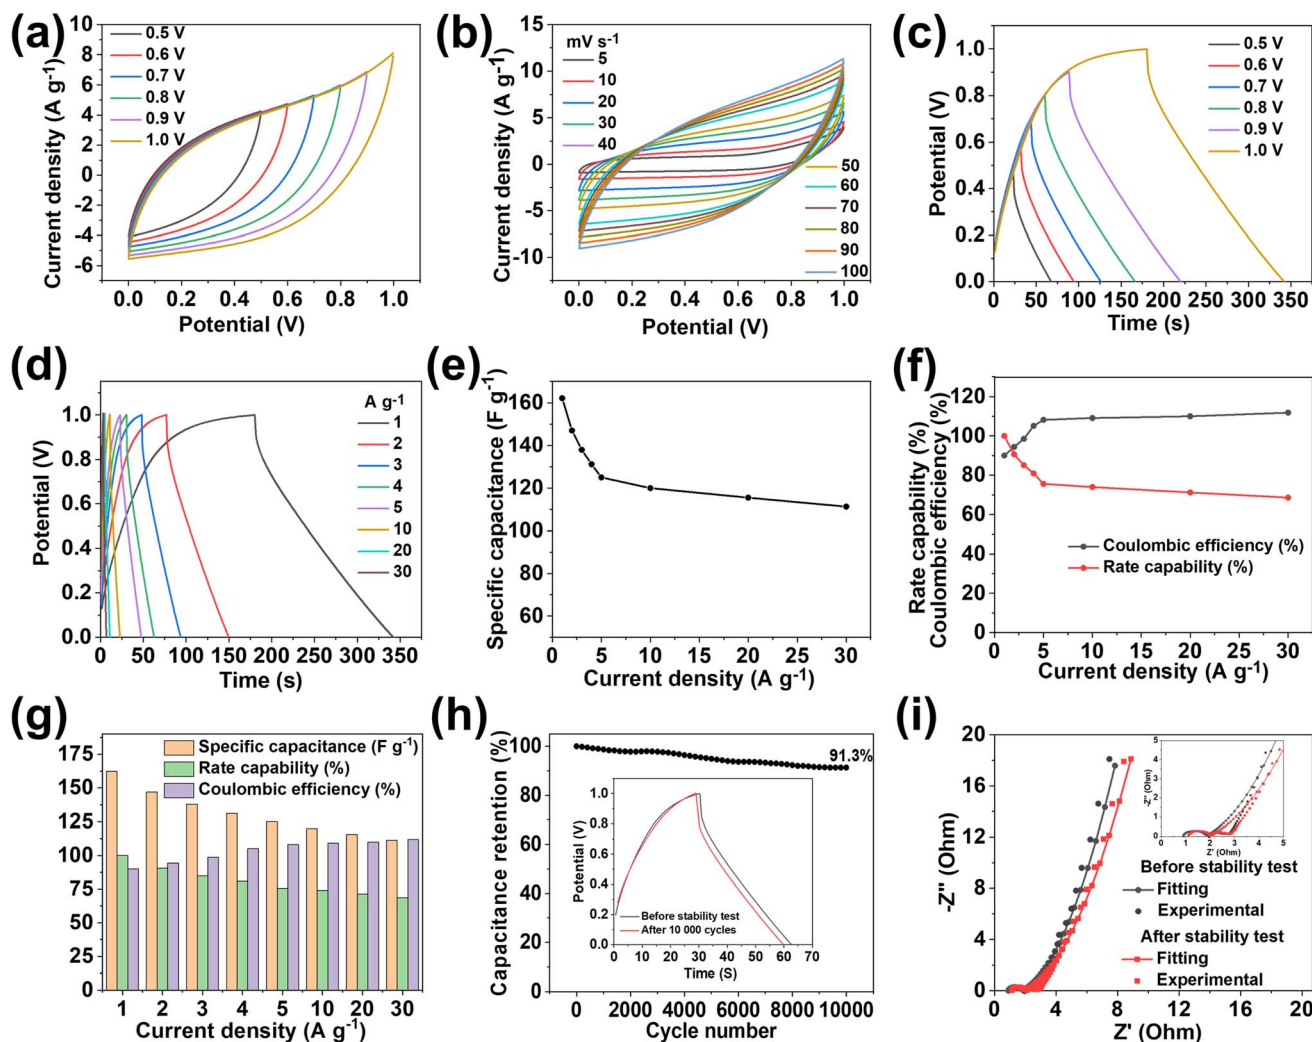 (a)
Current density (A g-1)
10
8
6
4
2
0
-2
-4
-6
0.5 V
0.6 V
0.7 V
0.8 V
0.9 V
1.0 V
0.0 0.2 0.4 0.6 0.8 1.0
Potential (V)
(b)
Current density (A g-1)
15
10
5
0
-5
-10
mV s-1
5
10
20
30
40
50
60
70
80
90
100
0.0 0.2 0.4 0.6 0.8 1.0
Potential (V)
(c)
Potential (V)
1.0
0.8
0.6
0.4
0.2
0.0
0.5 V
0.6 V
0.7 V
0.8 V
0.9 V
1.0 V
0 50 100 150 200 250 300 350
Time (s)
(d)
Potential (V)
1.0
0.8
0.6
0.4
0.2
0.0
A g-1
1
2
3
4
5
10
20
30
0 50 100 150 200 250 300 350
Time (s)
(e)
Specific capacitance (F g-1)
160
140
120
100
80
60
0 5 10 15 20 25 30
Current density (A g-1)
(f)
Rate capability (%)
Coulombic efficiency (%)
120
100
80
60
40
20
0
Coulombic efficiency (%)
Rate capability (%)
0 5 10 15 20 25 30
Current density (A g-1)
(g)
175
150
125
100
75
50
25
0
Specific capacitance (F g-1)
Rate capability (%)
Coulombic efficiency (%)
1 2 3 4 5 10 20 30
Current density (A g-1)
(h)
Capacitance retention (%)
100
80
60
40
20
0
91.3%
Potential (V)
1.0
0.8
0.6
0.4
0.2
0.0
Before stability test
After 10 000 cycles
0 10 20 30 40 50 60 70
Time (S)
0 2000 4000 6000 8000 10000
Cycle number
(i)
-Z'' (Ohm)
20
16
12
8
4
0
-Z'' (Ohm)
5
4
3
2
1
0
0 1 2 3 4 5
Z' (Ohm)
Before stability test
Fitting
Experimental
After stability test
Fitting
Experimental
0 4 8 12 16 20
Z' (Ohm)